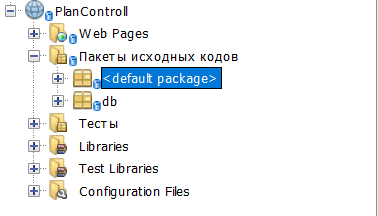 PlanControll
Web Pages
Пакеты исходных кодов
<default package>
db
Тесты
Libraries
Test Libraries
Configuration Files